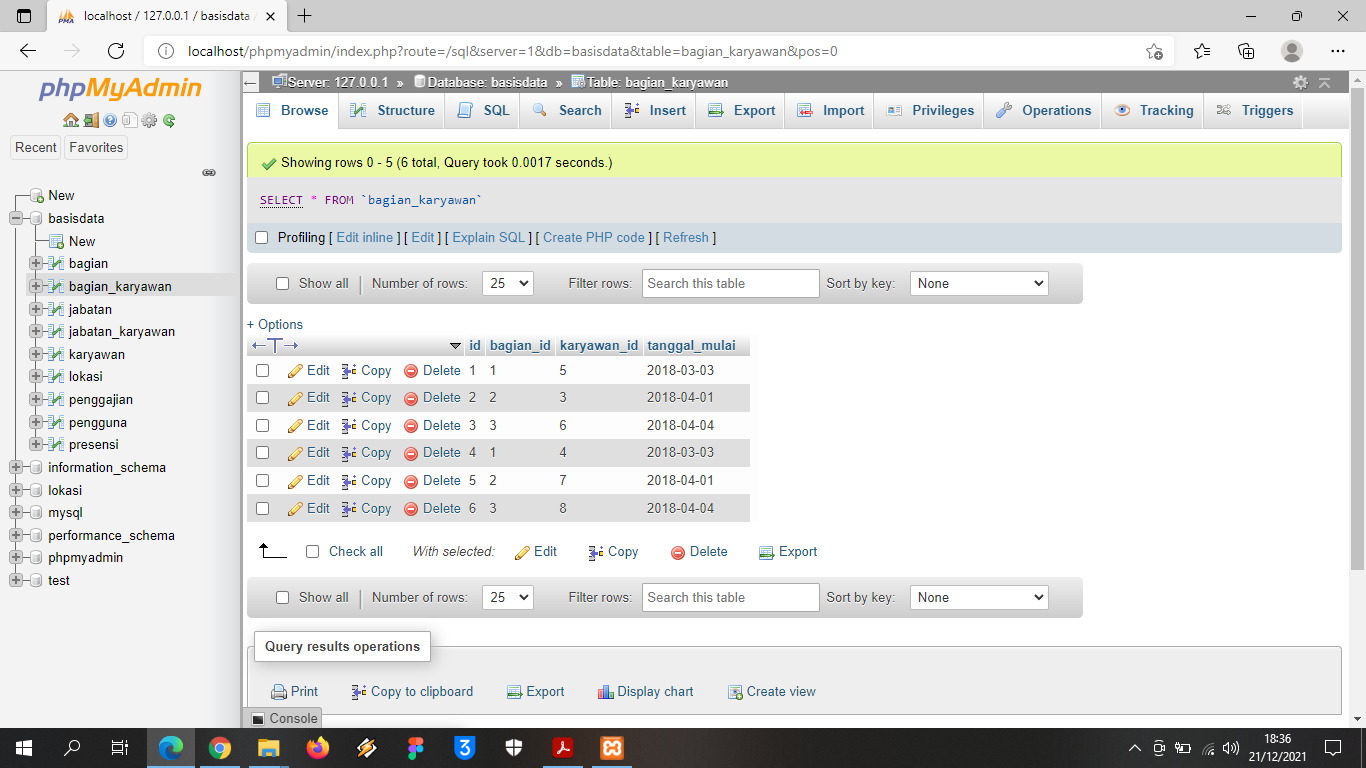 localhost / 127.0.0.1 / basisdata
localhost/phpmyadmin/index.php?route=/sql&server=1&db=basisdata&table=bagian_karyawan&pos=0
phpMyAdmin
Recent Favorites
New
basisdata
New
bagian
bagian_karyawan
jabatan
jabatan_karyawan
karyawan
lokasi
penggajian
pengguna
presensi
information_schema
lokasi
mysql
performance_schema
phpmyadmin
test
Server: 127.0.0.1 » Database: basisdata » Table: bagian_karyawan
Browse Structure SQL Search Insert Export Import Privileges Operations Tracking Triggers
Showing rows 0 - 5 (6 total, Query took 0.0017 seconds.)
SELECT * FROM `bagian_karyawan`
Profiling [ Edit inline ] [ Edit ] [ Explain SQL ] [ Create PHP code ] [ Refresh ]
Show all | Number of rows: 25 Filter rows: Search this table Sort by key: None
+ Options
←T→ id bagian_id karyawan_id tanggal_mulai
Edit Copy Delete 1 1 5 2018-03-03
Edit Copy Delete 2 2 3 2018-04-01
Edit Copy Delete 3 3 6 2018-04-04
Edit Copy Delete 4 1 4 2018-03-03
Edit Copy Delete 5 2 7 2018-04-01
Edit Copy Delete 6 3 8 2018-04-04
Check all With selected: Edit Copy Delete Export
Show all | Number of rows: 25 Filter rows: Search this table Sort by key: None
Query results operations
Print Copy to clipboard Export Display chart Create view
Console
18:36
21/12/2021